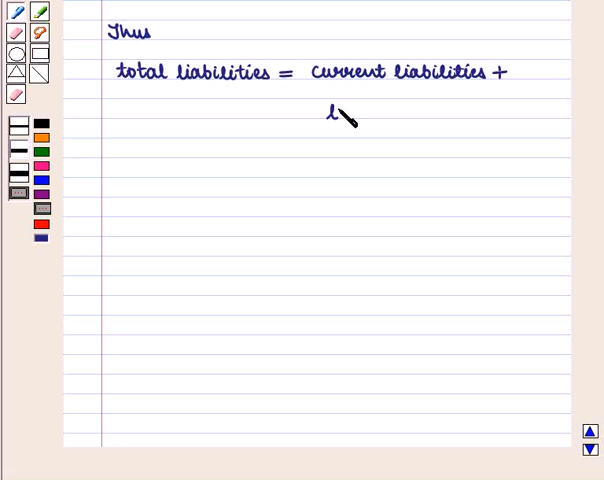 Thus
total liabilities = current liabilities +
l